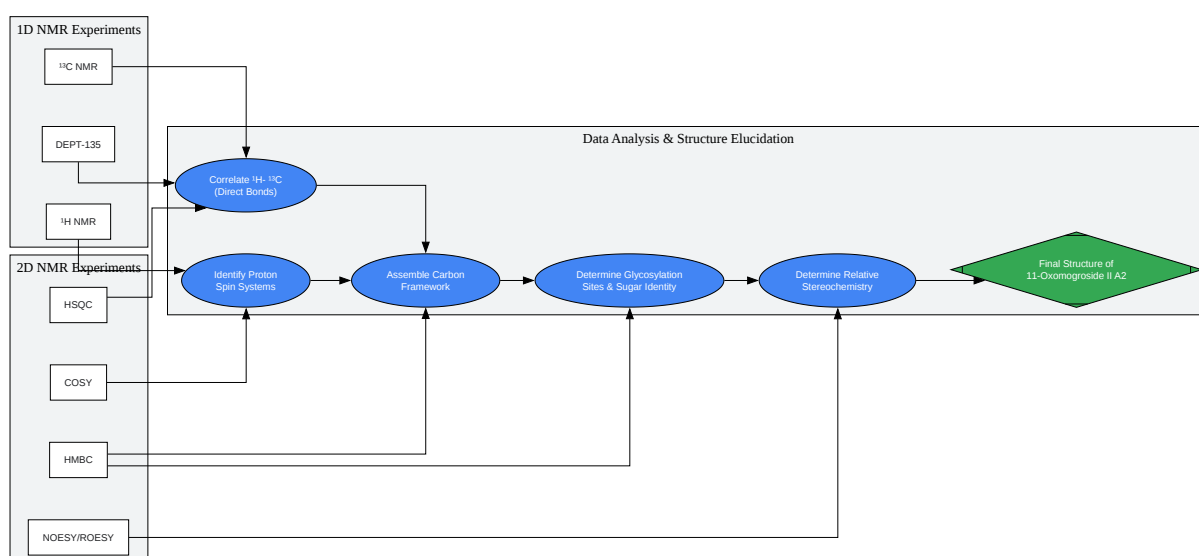 1D NMR Experiments
¹³C NMR
DEPT-135
¹H NMR
2D NMR Experiments
HSQC
COSY
HMBC
NOESY/ROESY
Data Analysis & Structure Elucidation
Correlate ¹H- ¹³C
(Direct Bonds)
Identify Proton
Spin Systems
Assemble Carbon
Framework
Determine Glycosylation
Sites & Sugar Identity
Determine Relative
Stereochemistry
Final Structure of
11-Oxomogroside II A2